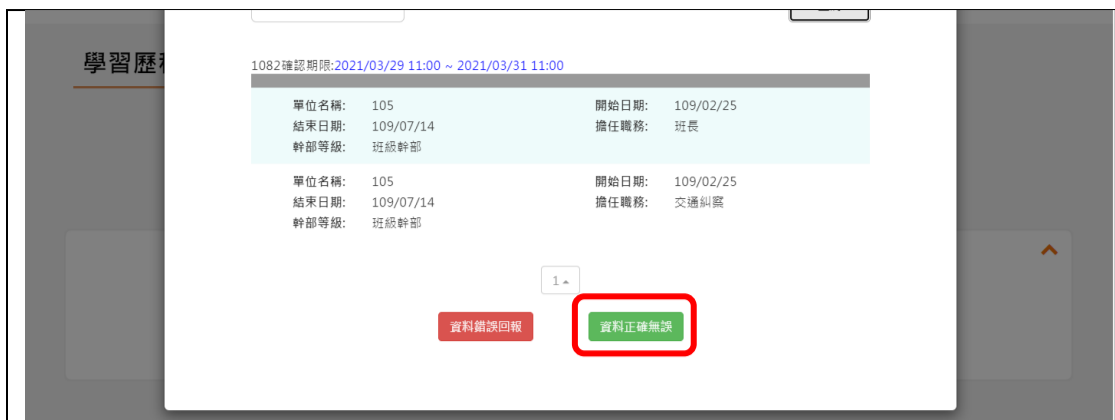 學習歷
1082確認期限:2021/03/29 11:00 ~ 2021/03/31 11:00
單位名稱: 105 開始日期: 109/02/25
結束日期: 109/07/14 擔任職務: 班長
幹部等級: 班級幹部
單位名稱: 105 開始日期: 109/02/25
結束日期: 109/07/14 擔任職務: 交通糾察
幹部等級: 班級幹部
1
資料錯誤回報 資料正確無誤